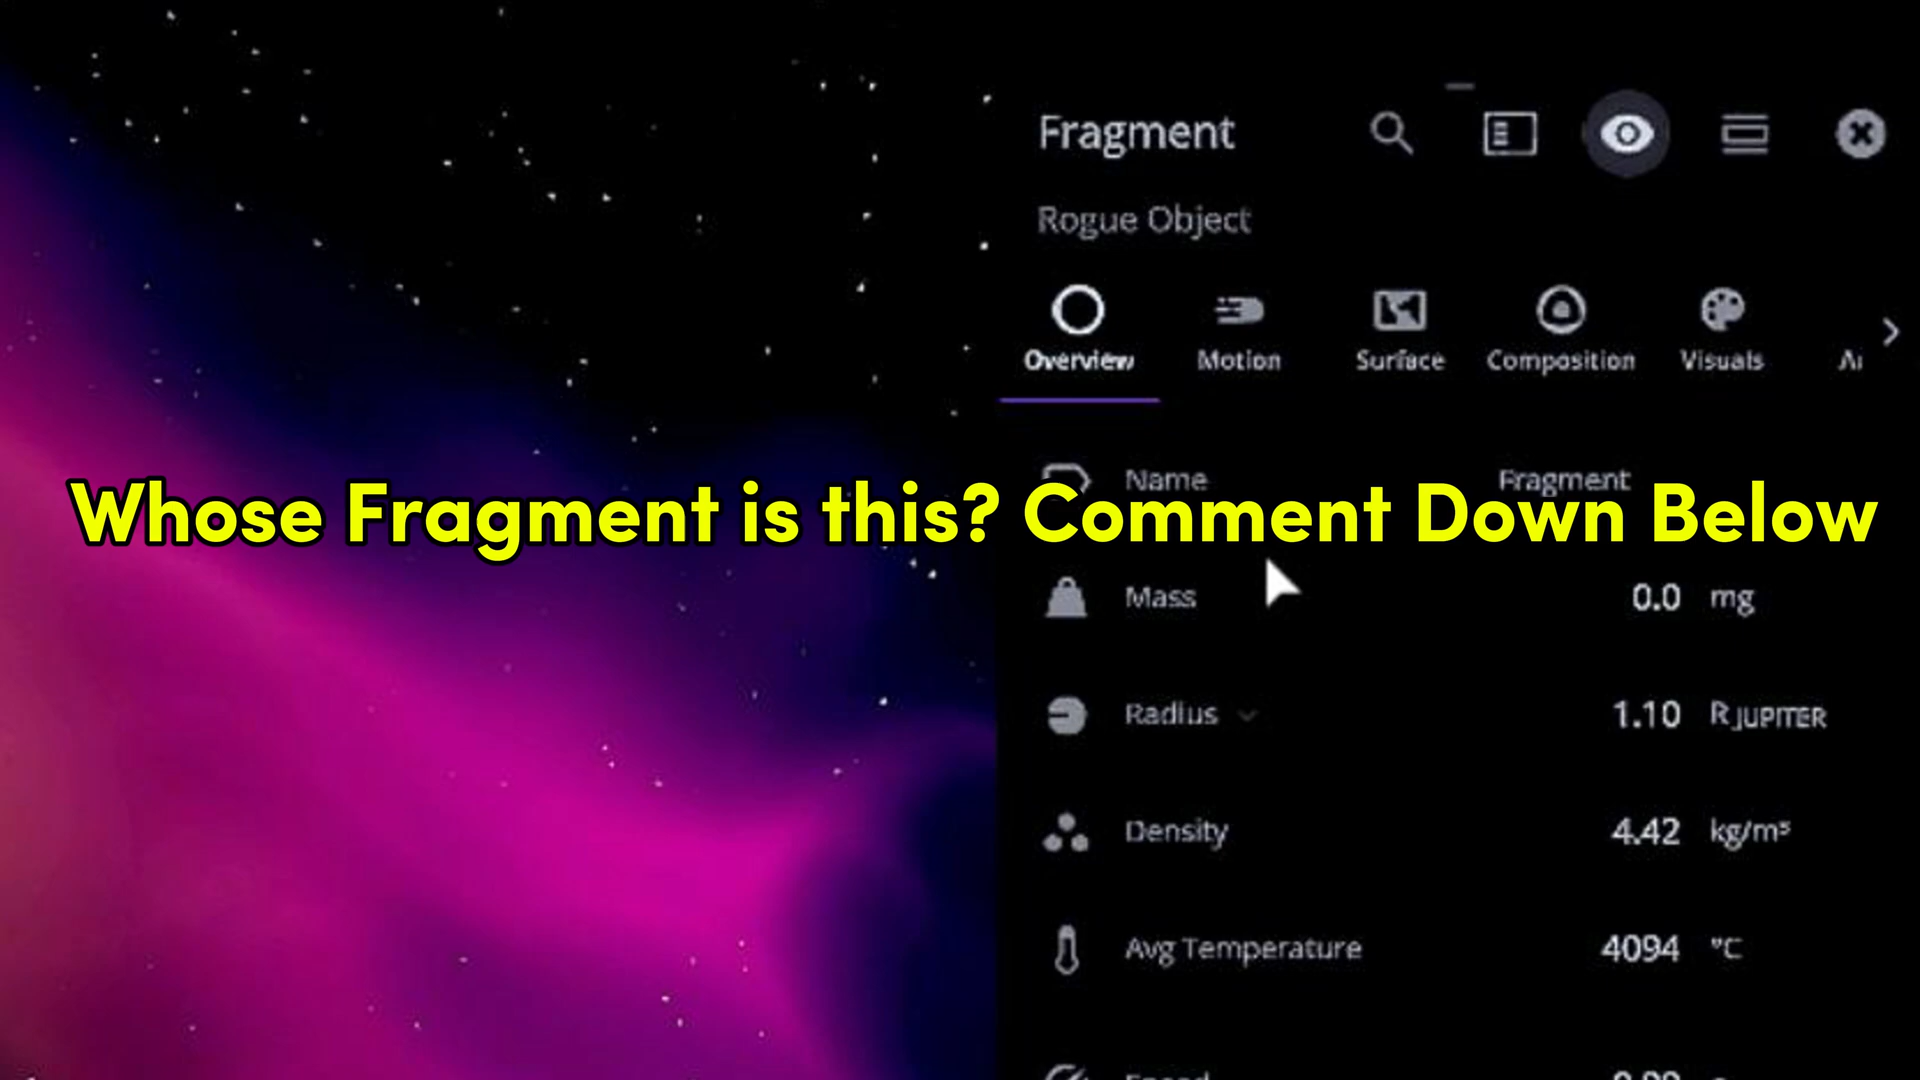 Fragment
Rogue Object
Overview Motion Surface Composition Visuals
Name Fragment
Whose Fragment is this? Comment Down Below
Mass 0.0 mg
Radius 1.10 R JUPITER
Density 4.42 kg/m³
Avg Temperature 4094 °C